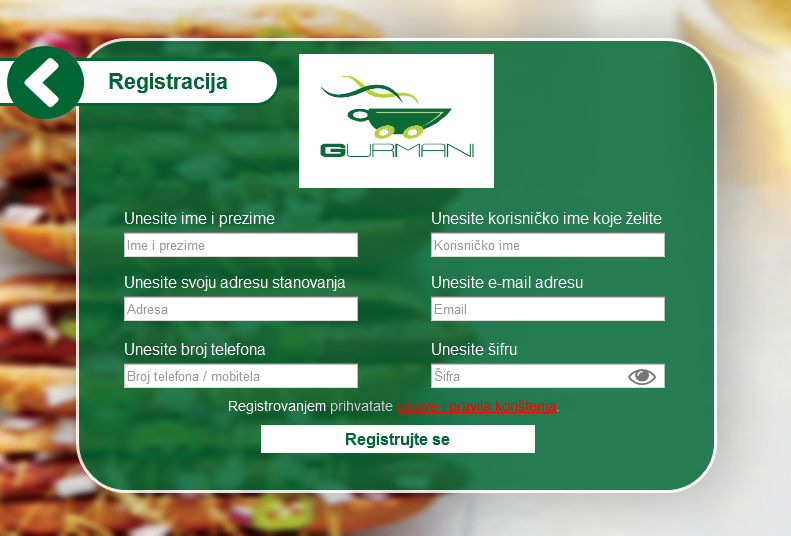 Registracija
GURMANI
Unesite ime i prezime
Ime i prezime
Unesite korisničko ime koje želite
Korisničko ime
Unesite svoju adresu stanovanja
Adresa
Unesite e-mail adresu
Email
Unesite broj telefona
Broj telefona / mobitela
Unesite šifru
Šifra
Registrovanjem prihvatate uslove i pravila korištenja.
Registrujte se